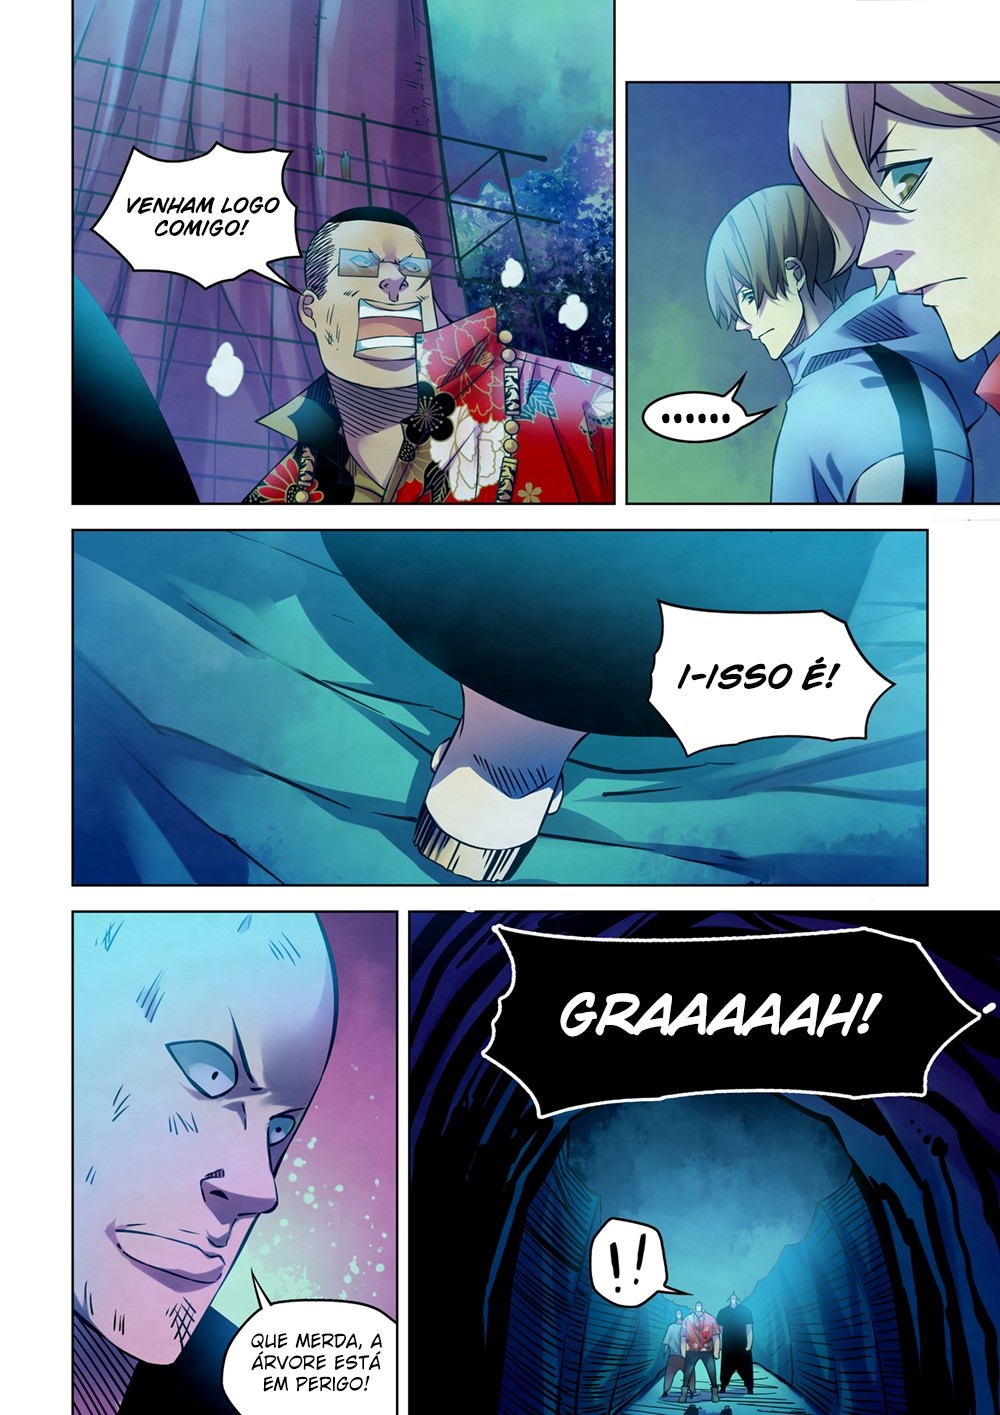 VENHAM LOGO
COMIGO!
••••••
I-ISSO É!
GRAAAAAH!
!!
QUE MERDA, A
ÁRVORE ESTÁ
EM PERIGO!